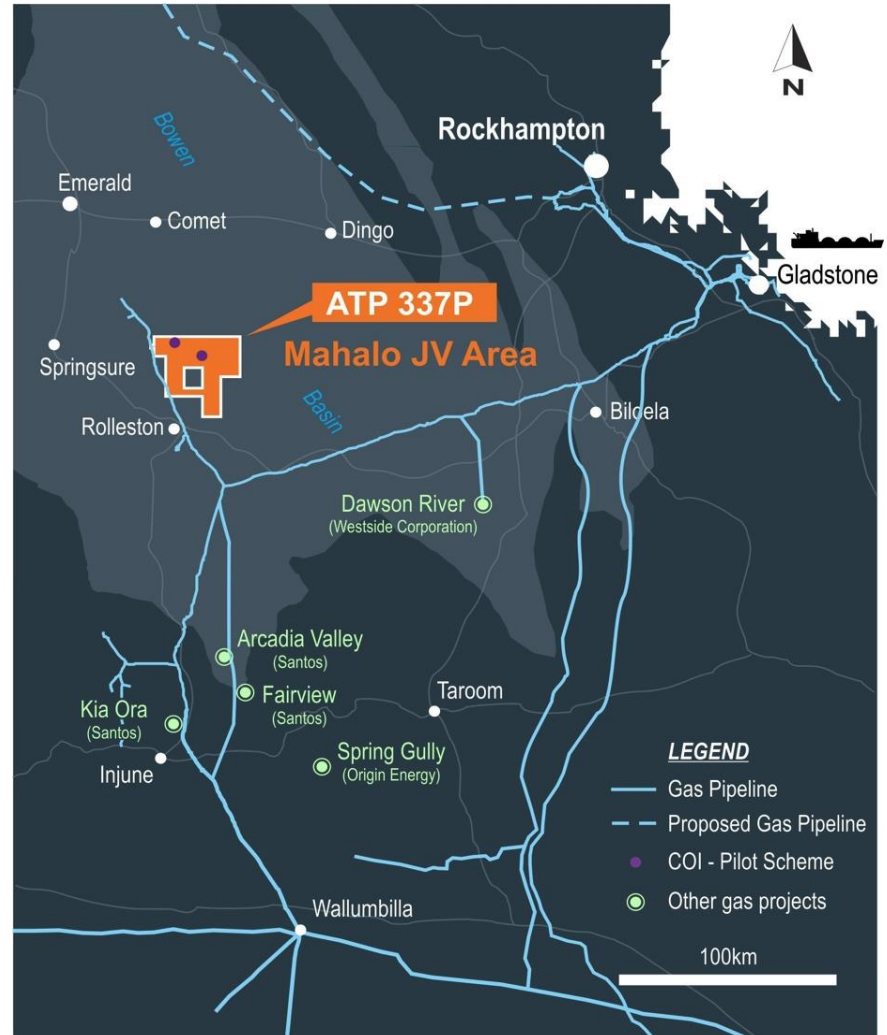 N
Rockhampton
Bowen
Emerald
Comet
Dingo
Gladstone
ATP 337P
Mahalo JV Area
Springsure
Basin
Biloela
Rolleston
Dawson River
(Westside Corporation)
Arcadia Valley
(Santos)
Fairview
(Santos)
Taroom
Kia Ora
(Santos)
Injune
Spring Gully
(Origin Energy)
LEGEND
Gas Pipeline
Proposed Gas Pipeline
COI - Pilot Scheme
Other gas projects
Wallumbilla
100km